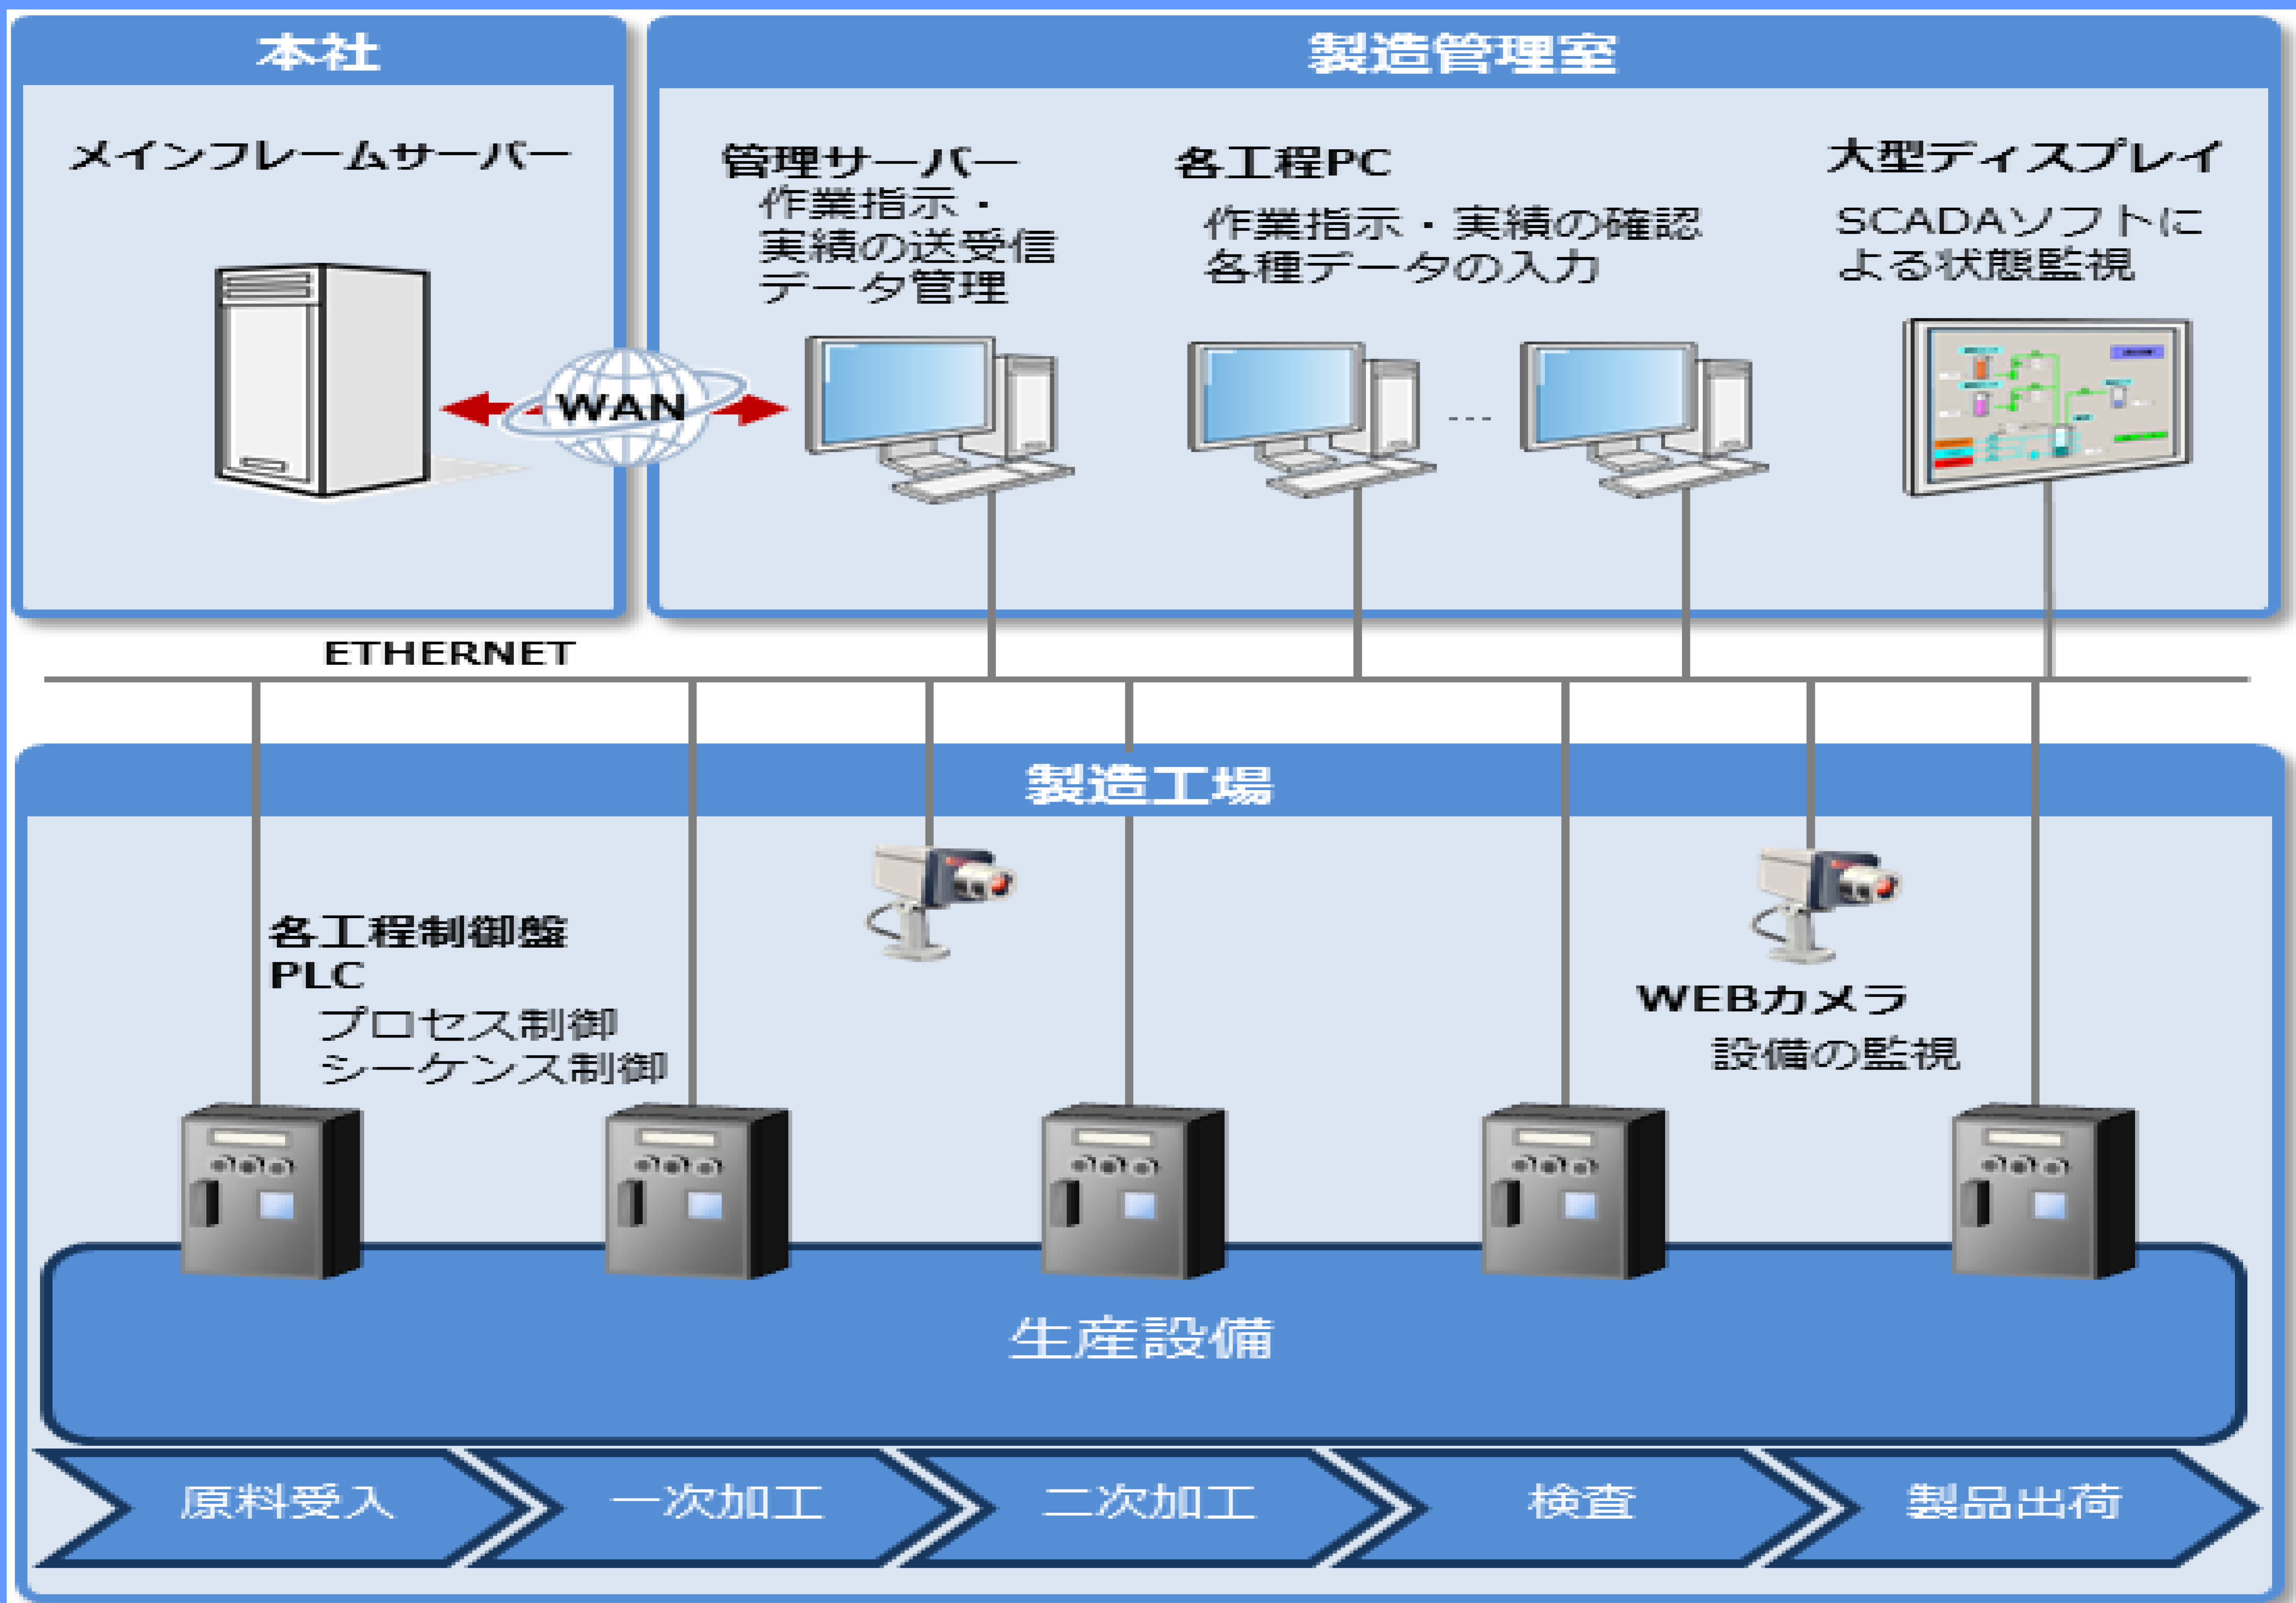 本社
製造管理室
メインフレームサーバー
管理サーバー
作業指示・
実績の送受信
データ管理
各工程PC
作業指示・実績の確認
各種データの入力
大型ディスプレイ
SCADAソフトに
よる状態監視
WAN
ETHERNET
製造工場
各工程制御盤
PLC
プロセス制御
シーケンス制御
WEBカメラ
設備の監視
生産設備
原料受入
一次加工
二次加工
検査
製品出荷